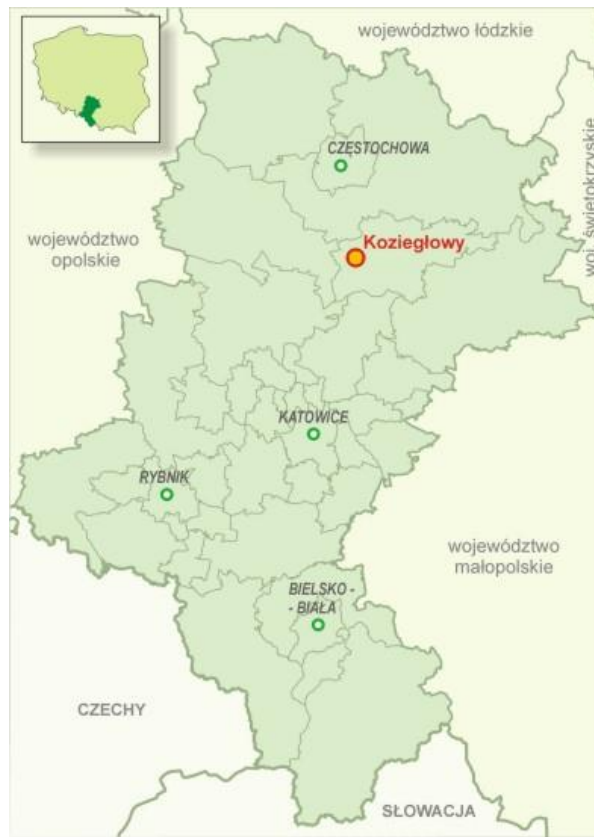 województwo łódzkie
woj. świętokrzyskie
CZĘSTOCHOWA
województwo
opolskie
Koziegłowy
KATOWICE
RYBNIK
województwo
małopolskie
BIELSKO -
- BIAŁA
CZECHY
SŁOWACJA